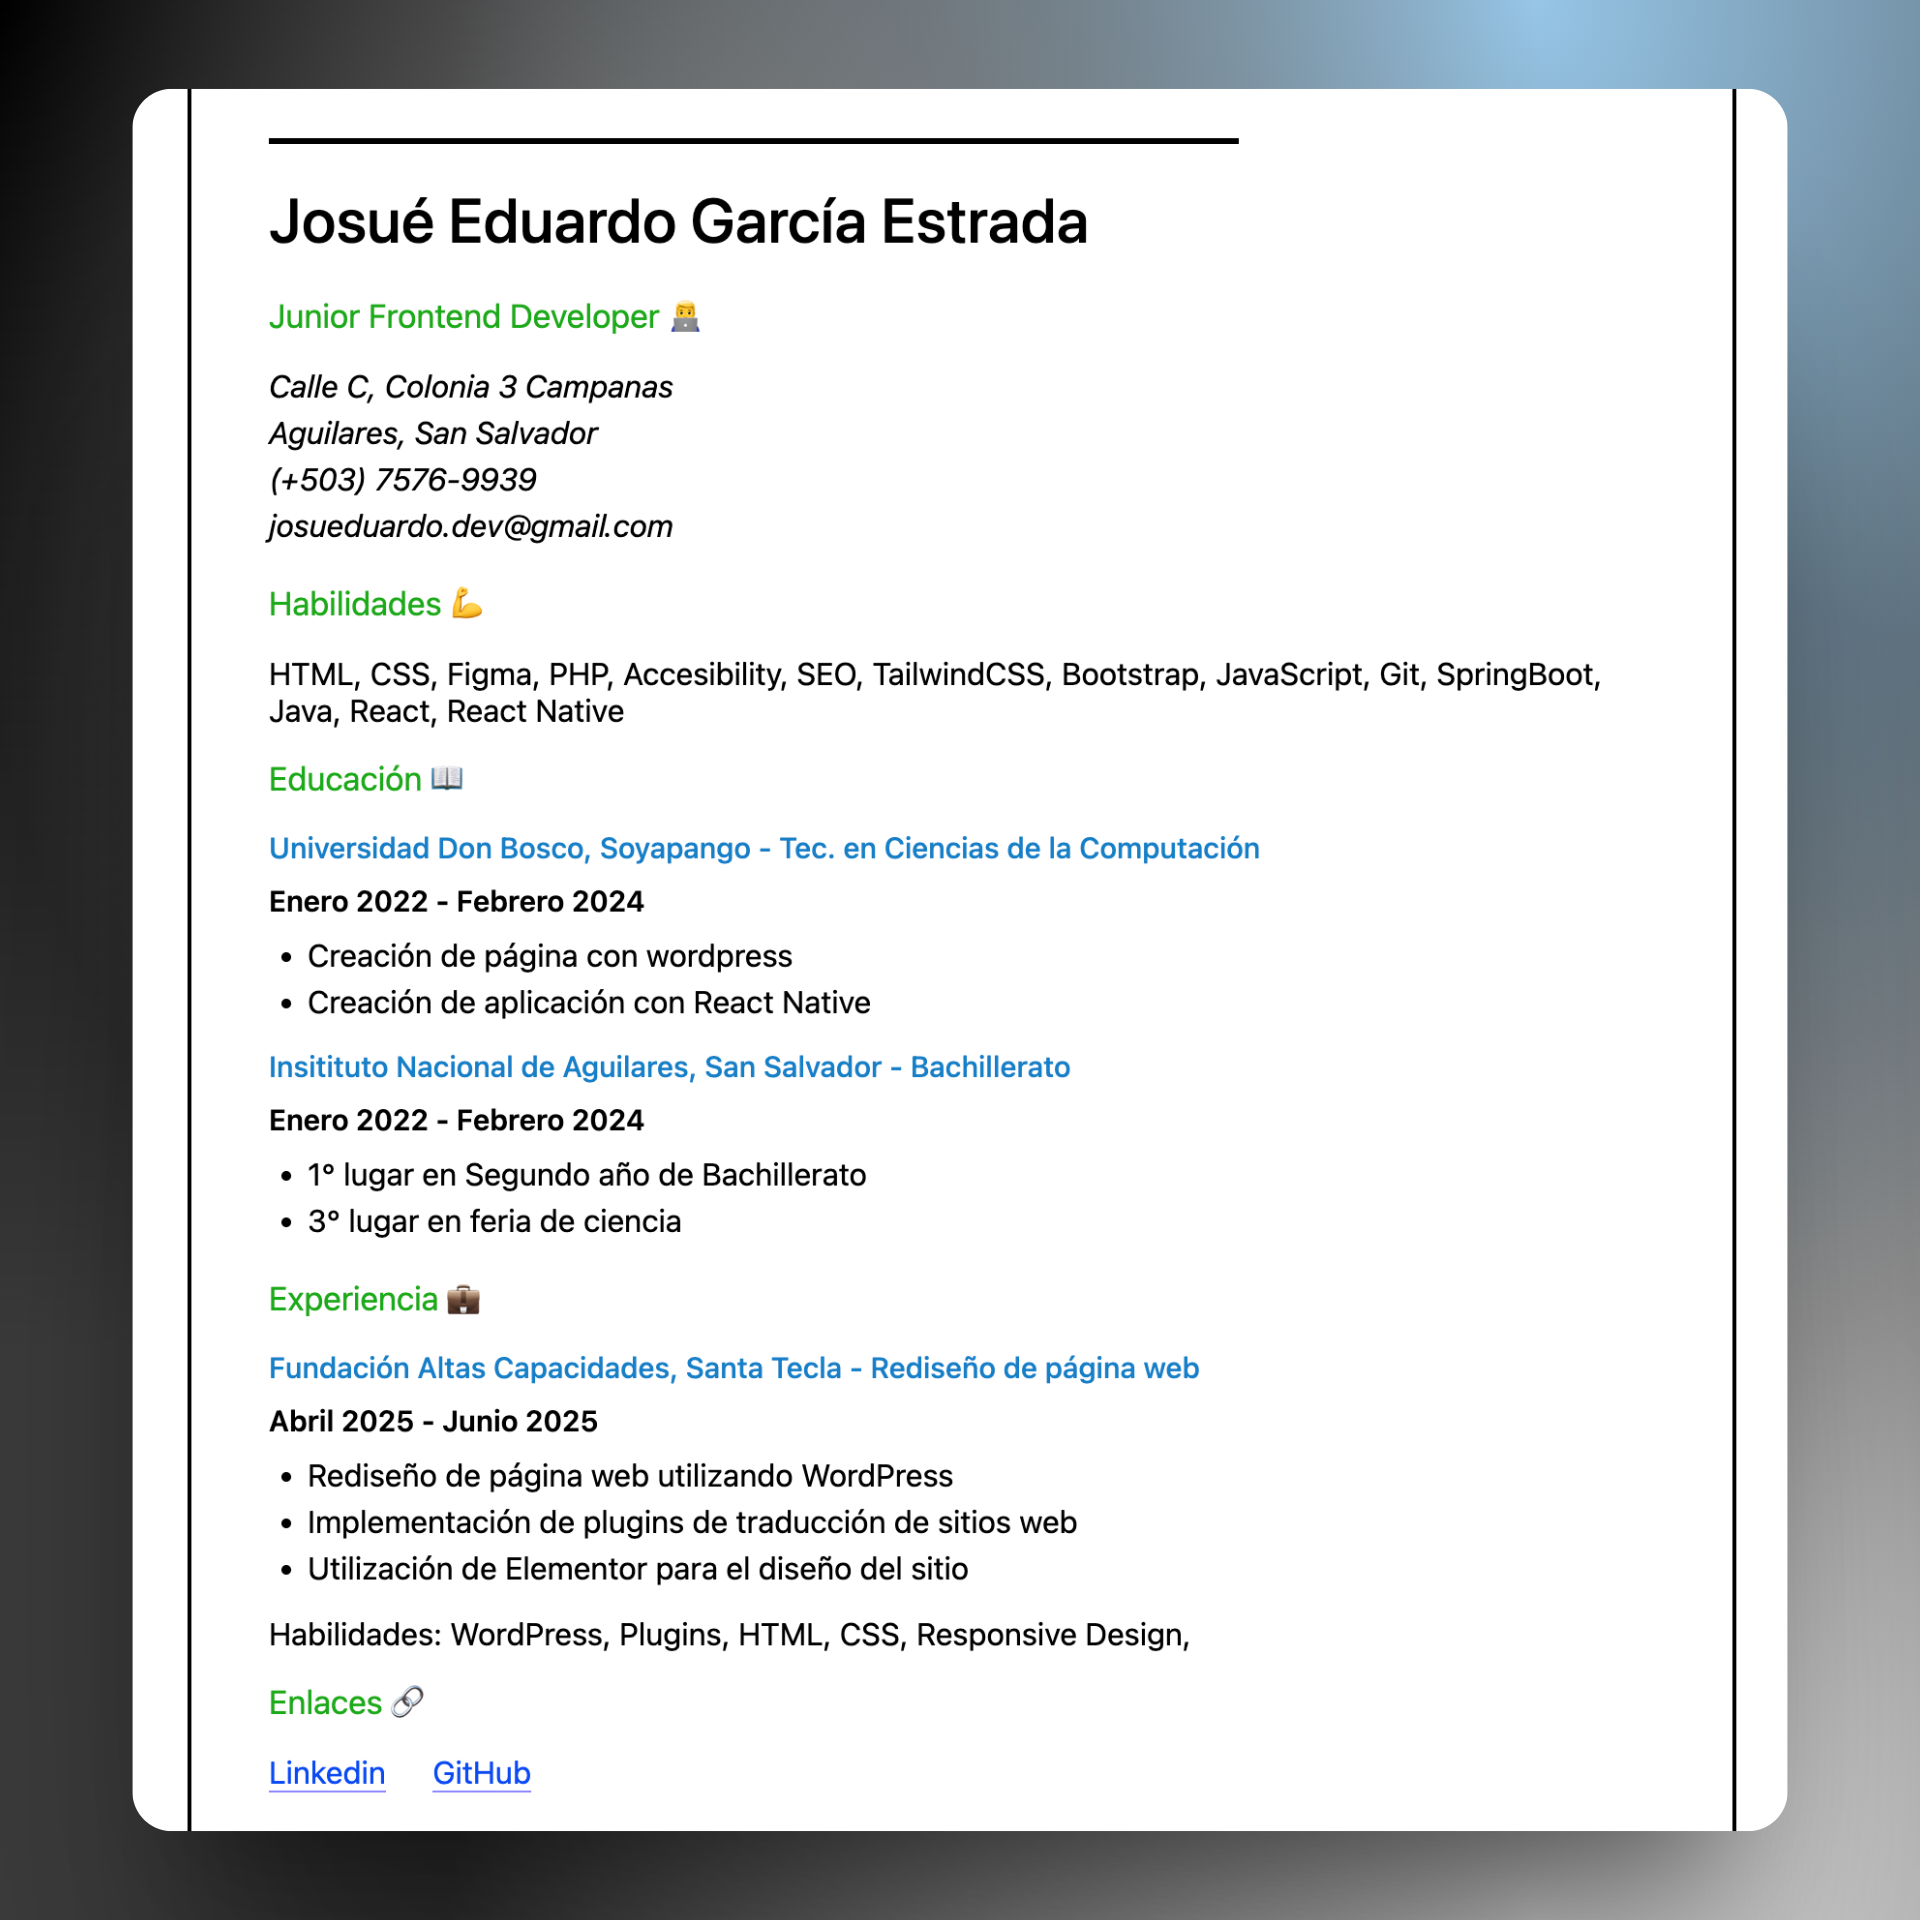 Josué Eduardo García Estrada
Junior Frontend Developer 👨‍💻
Calle C, Colonia 3 Campanas
Aguilares, San Salvador
(+503) 7576-9939
josueduardo.dev@gmail.com
Habilidades 💪
HTML, CSS, Figma, PHP, Accesibility, SEO, TailwindCSS, Bootstrap, JavaScript, Git, SpringBoot,
Java, React, React Native
Educación 📖
Universidad Don Bosco, Soyapango - Tec. en Ciencias de la Computación
Enero 2022 - Febrero 2024
• Creación de página con wordpress
• Creación de aplicación con React Native
Insitituto Nacional de Aguilares, San Salvador - Bachillerato
Enero 2022 - Febrero 2024
• 1° lugar en Segundo año de Bachillerato
• 3° lugar en feria de ciencia
Experiencia 💼
Fundación Altas Capacidades, Santa Tecla - Rediseño de página web
Abril 2025 - Junio 2025
• Rediseño de página web utilizando WordPress
• Implementación de plugins de traducción de sitios web
• Utilización de Elementor para el diseño del sitio
Habilidades: WordPress, Plugins, HTML, CSS, Responsive Design,
Enlaces 🔗
Linkedin GitHub